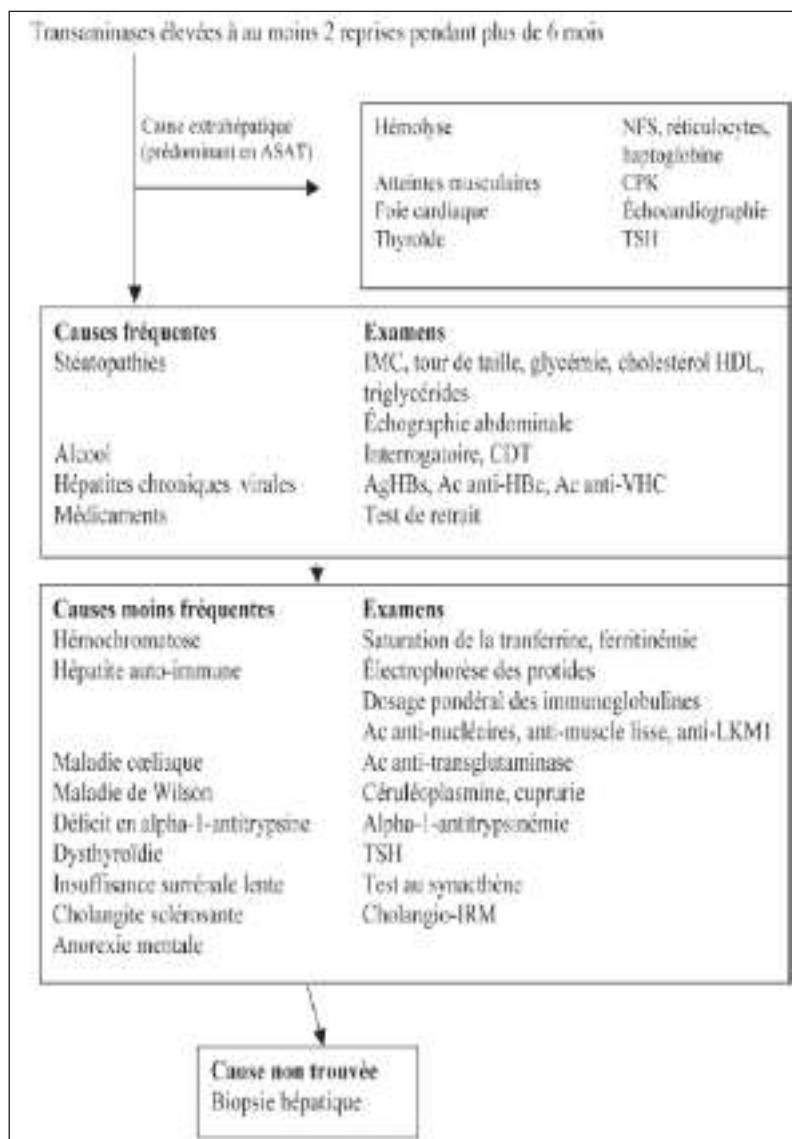 Transaminases élevées à au moins 2 reprises pendant plus de 6 mois
Cause extrahépatique
(prédominant en ASAT)
Hémolyse NFS, réticulocytes,
haptoglobine
Atteintes musculaires CPK
Foie cardiaque Échocardiographie
Thyroïde TSH
Causes fréquentes Examens
Stéatopathies IMC, tour de taille, glycémie, cholestérol HDL,
triglycérides
Échographie abdominale
Alcool Interrogatoire, CDT
Hépatites chroniques virales AgHBs, Ac anti-HBc, Ac anti-VHC
Médicaments Test de retrait
Causes moins fréquentes Examens
Hémochromatose Saturation de la tranferrine, ferritinémie
Hépatite auto-immune Électrophorèse des protides
Dosage pondéral des immunoglobulines
Ac anti-nucléaires, anti-muscle lisse, anti-LKM1
Maladie cœliaque Ac anti-transglutaminase
Maladie de Wilson Céruléoplasmine, cuprurie
Déficit en alpha-1-antitrypsine Alpha-1-antitrypsinémie
Dysthyroïdie TSH
Insuffisance surrénale lente Test au synacthène
Cholangite sclérosante Cholangio-IRM
Anorexie mentale
Cause non trouvée
Biopsie hépatique